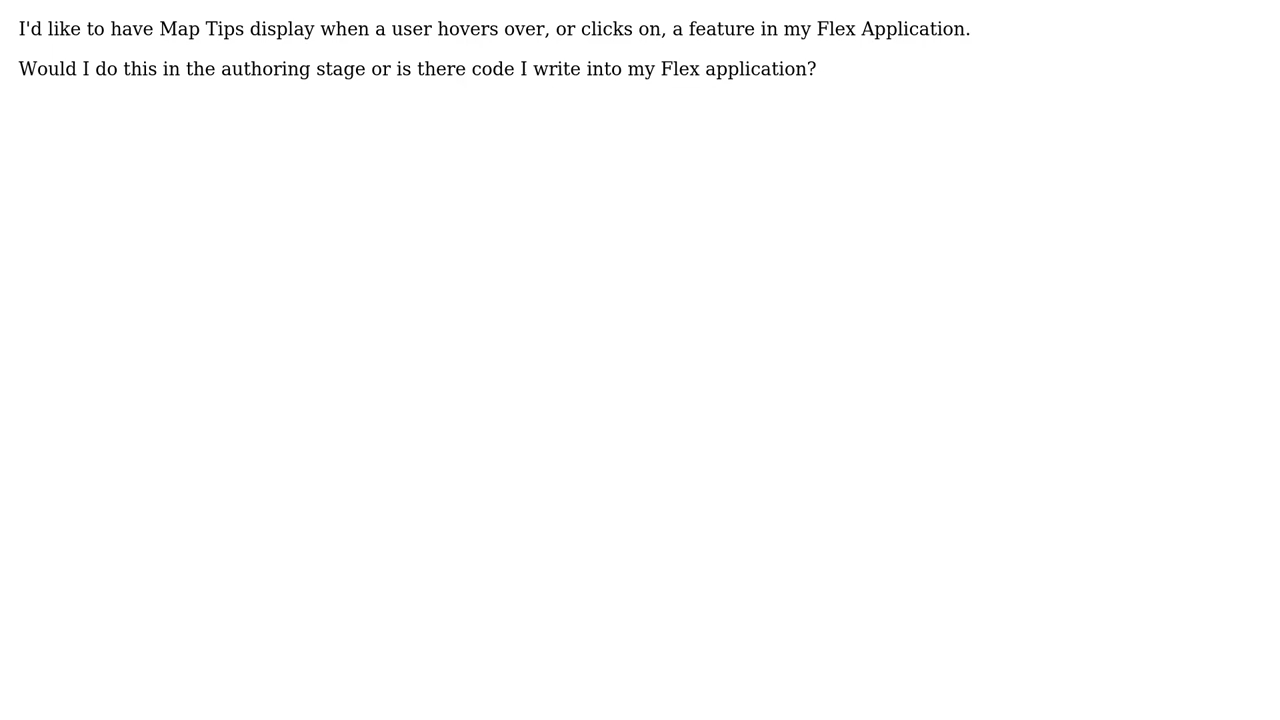 I'd like to have Map Tips display when a user hovers over, or clicks on, a feature in my Flex Application.
Would I do this in the authoring stage or is there code I write into my Flex application?